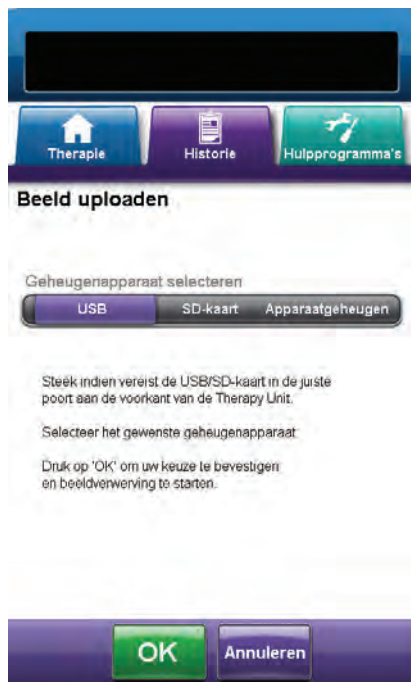 Therapie Historie Hulpprogramma's
Beeld uploaden
Geheugenapparaat selecteren
USB SD-kaart Apparaatgeheugen
Steek indien vereist de USB/SD-kaart in de juiste
poort aan de voorkant van de Therapy Unit.
Selecteer het gewenste geheugenapparaat
Druk op 'OK' om uw keuze te bevestigen
en beeldverwerving te starten.
OK Annuleren